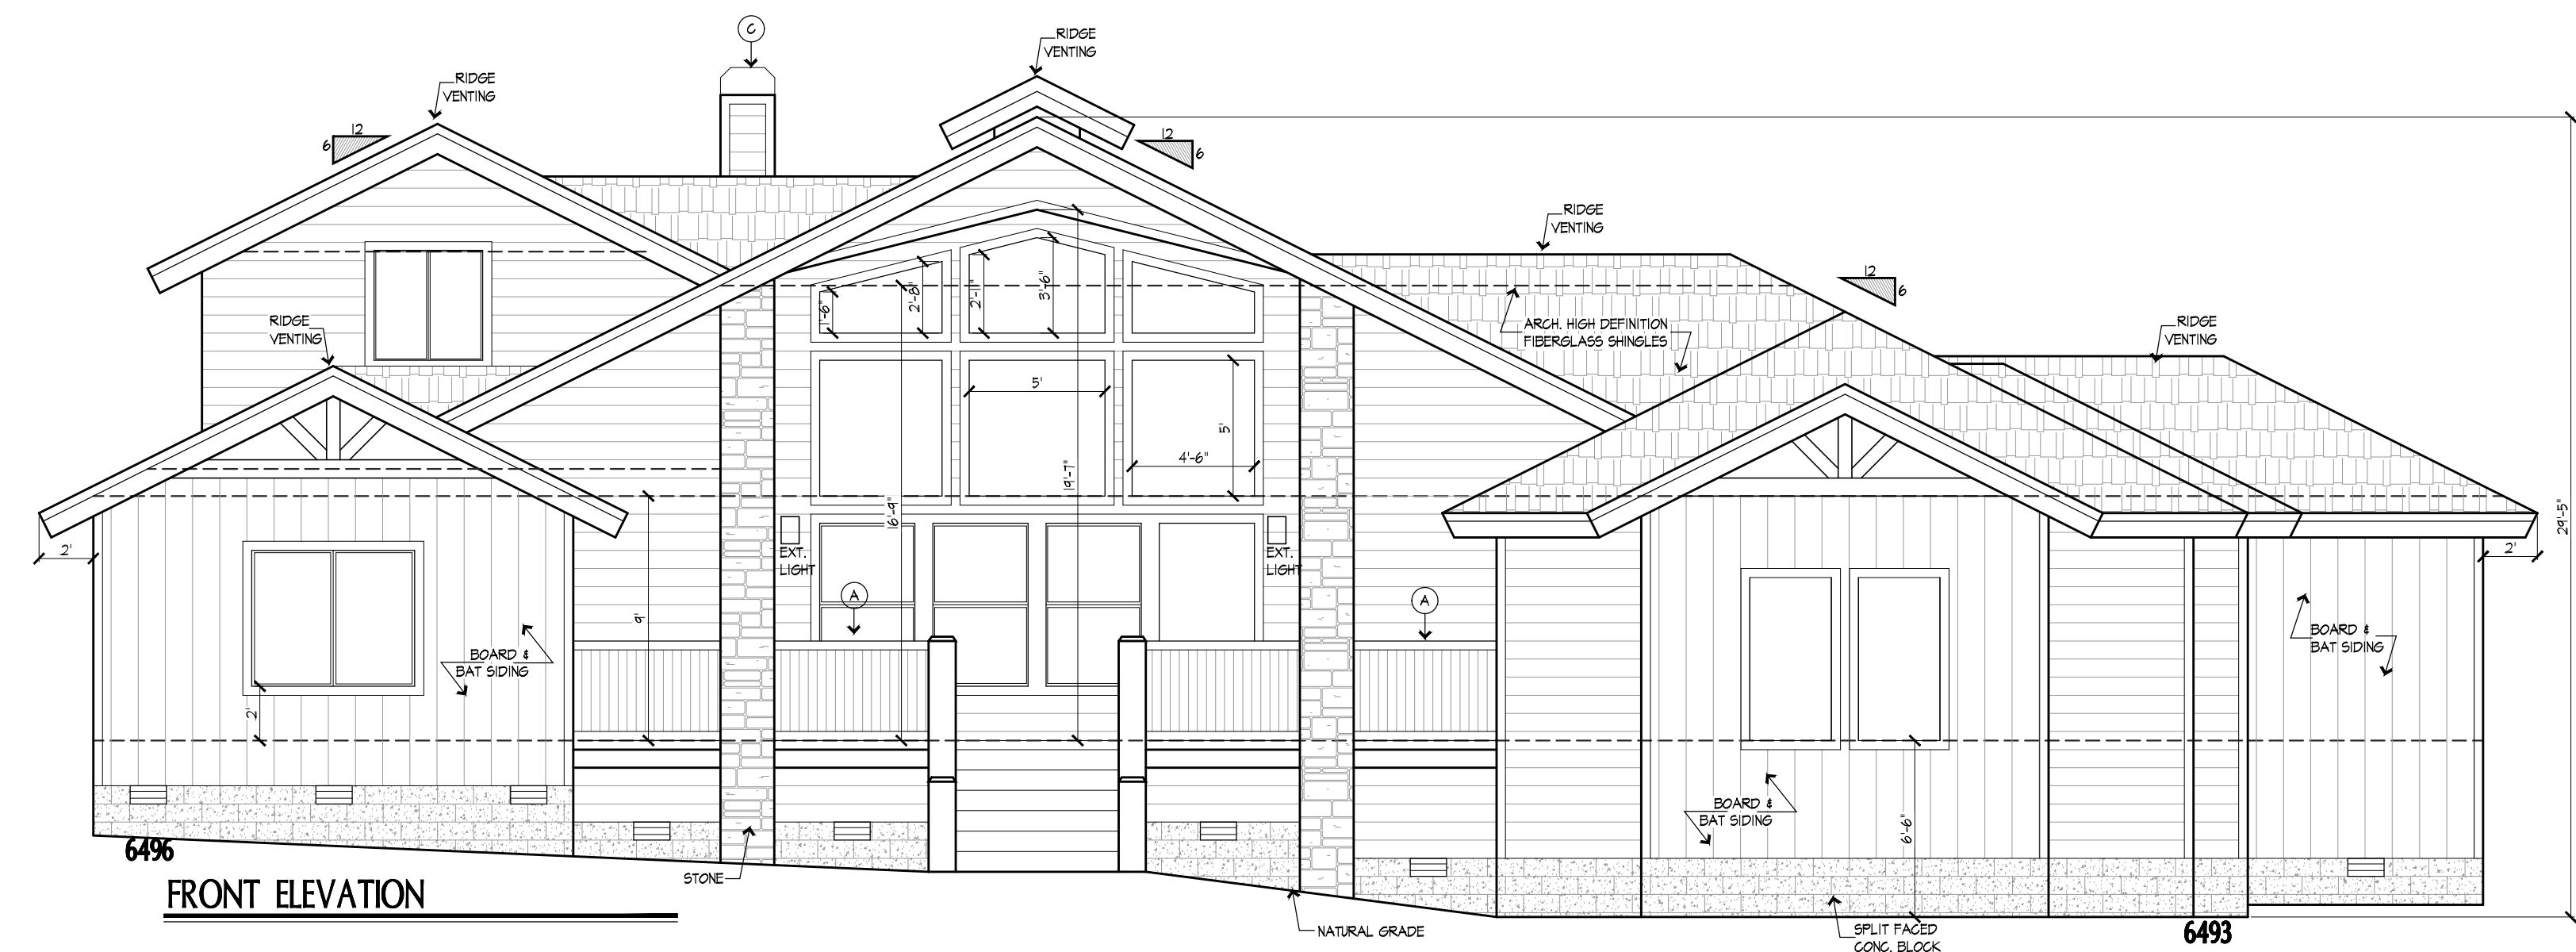 C
RIDGE
VENTING
RIDGE
VENTING
12
6
12
6
RIDGE
VENTING
12
6
RIDGE
VENTING
RIDGE
VENTING
ARCH. HIGH DEFINITION
FIBERGLASS SHINGLES
1'-6"
2'-8"
2'-1"
3'-6"
5'
5'
4'-6"
19'-7"
16'-9"
29'-5"
2'
EXT.
LIGHT
EXT.
LIGHT
2'
A
A
9'
BOARD &
BAT SIDING
BOARD &
BAT SIDING
2'
BOARD &
BAT SIDING
6'-6"
6496
STONE
FRONT ELEVATION
NATURAL GRADE
SPLIT FACED
CONC. BLOCK
6493